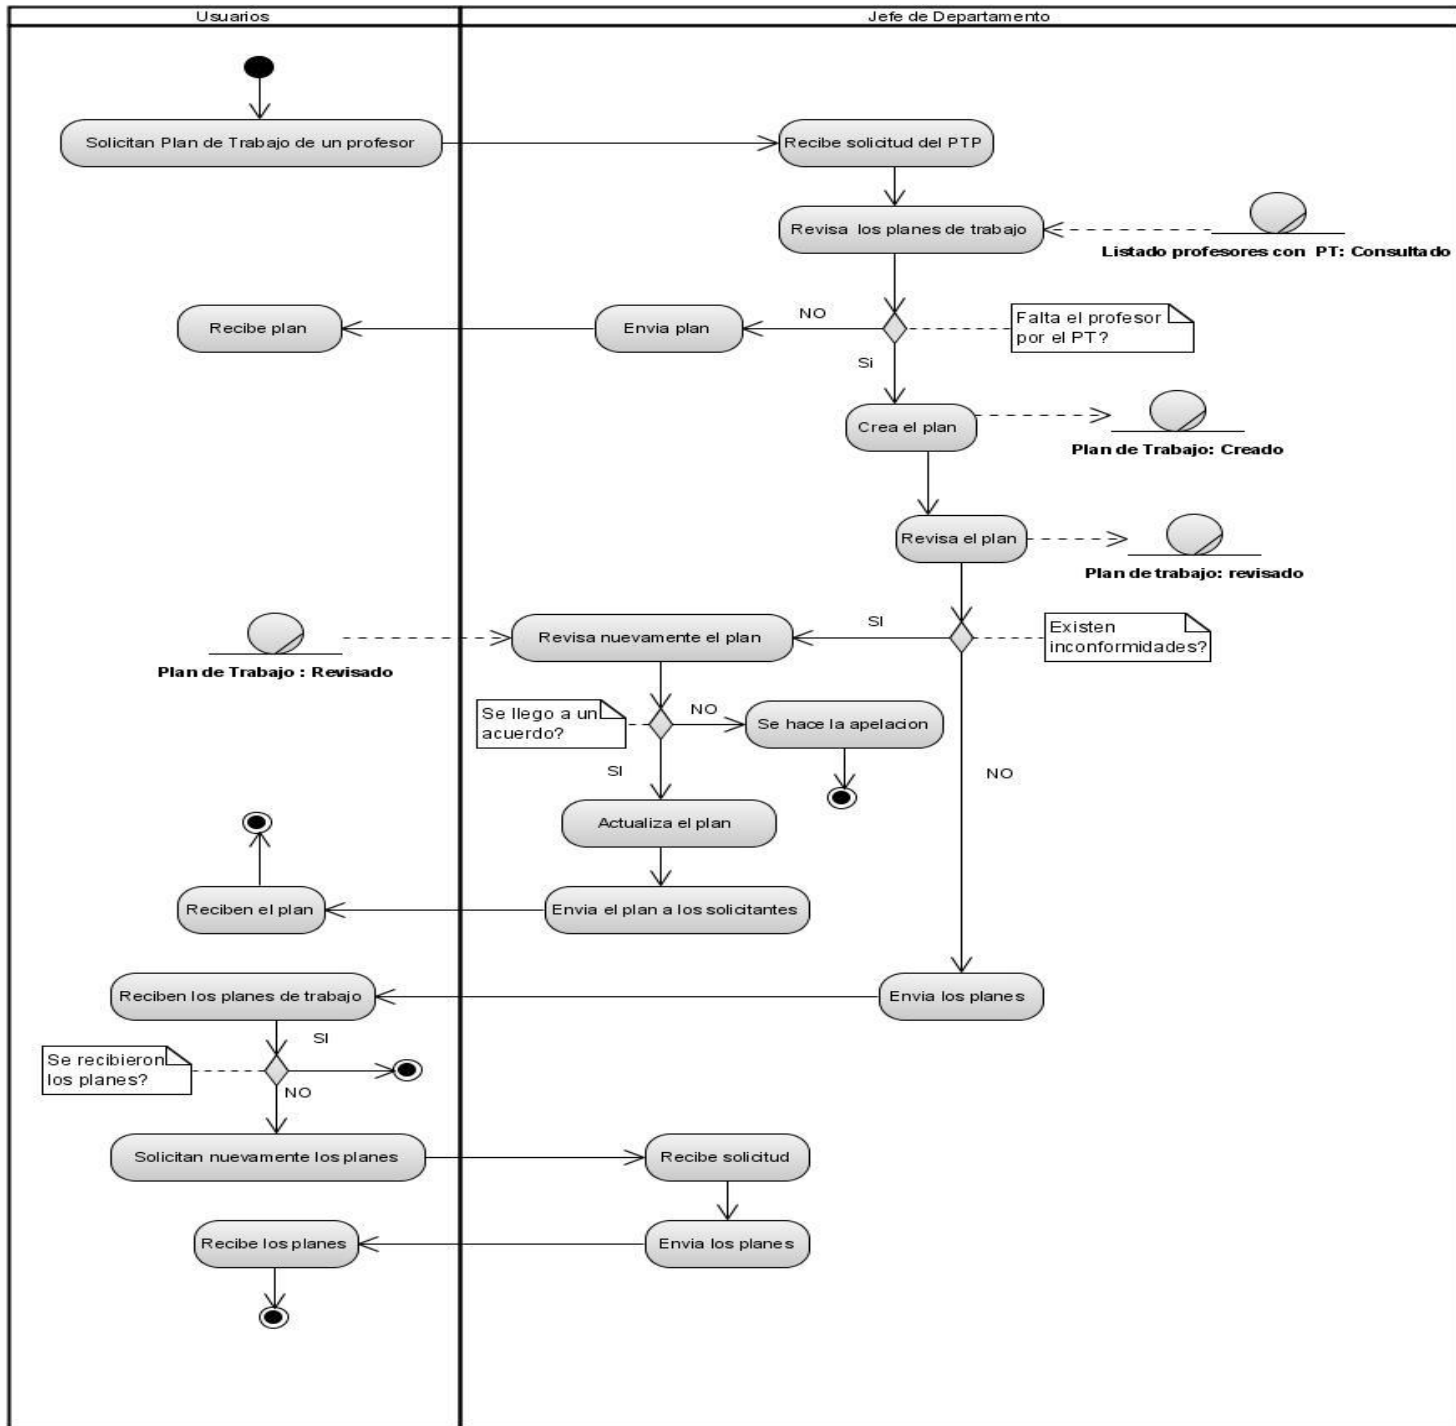 Usuarios
Jefe de Departamento
Solicitan Plan de Trabajo de un profesor
Recibe solicitud del PTP
Revisa los planes de trabajo
Listado profesores con PT: Consultado
Recibe plan
Envia plan
NO
Falta el profesor
por el PT?
Si
Crea el plan
Plan de Trabajo: Creado
Revisa el plan
Plan de trabajo: revisado
Plan de Trabajo : Revisado
Revisa nuevamente el plan
SI
Existen
inconformidades?
Se llego a un
acuerdo?
NO
Se hace la apelacion
SI
NO
Actualiza el plan
Reciben el plan
Envia el plan a los solicitantes
Reciben los planes de trabajo
Envia los planes
SI
Se recibieron
los planes?
NO
Solicitan nuevamente los planes
Recibe solicitud
Recibe los planes
Envia los planes